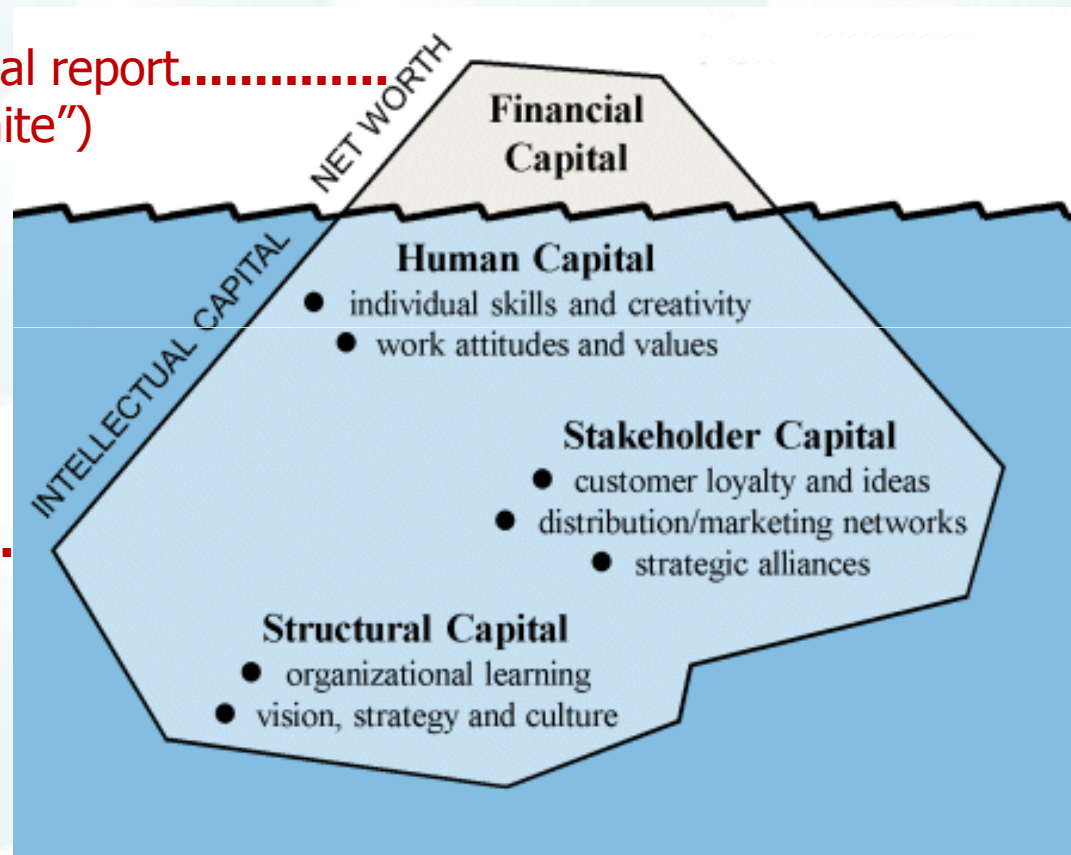 al report..............
ite”)
NET WORTH
Financial
Capital
INTELLECTUAL CAPITAL
Human Capital
● individual skills and creativity
● work attitudes and values
Stakeholder Capital
● customer loyalty and ideas
● distribution/marketing networks
● strategic alliances
.
Structural Capital
● organizational learning
● vision, strategy and culture